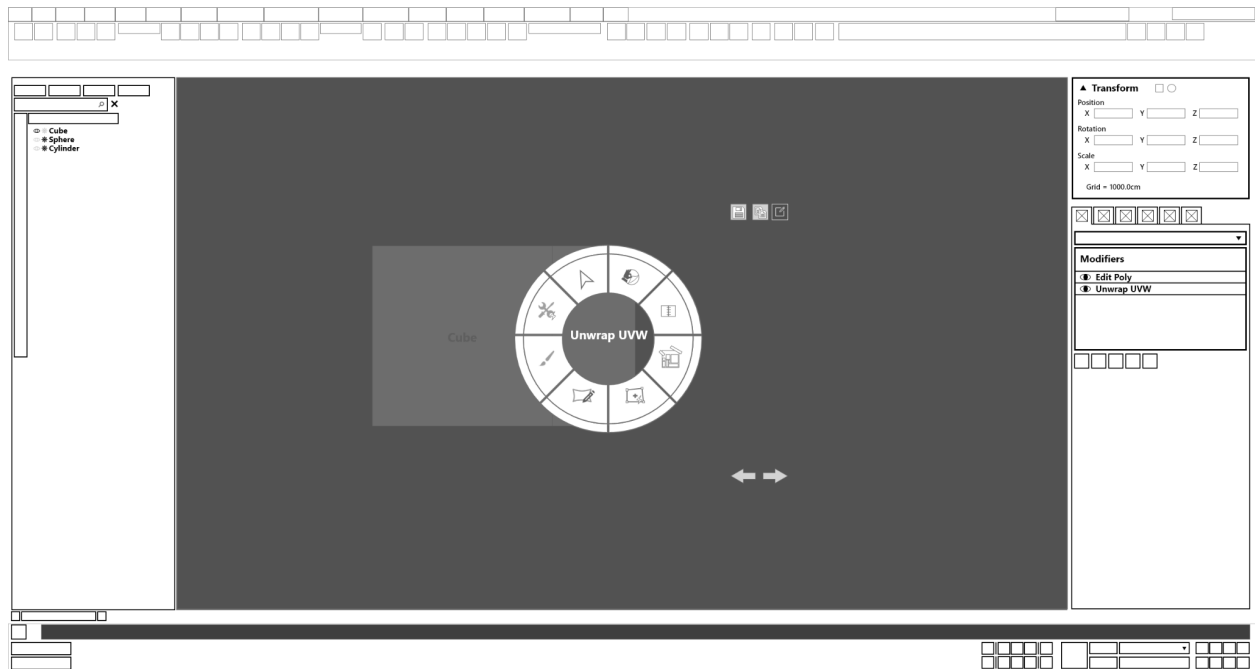 Cube
Sphere
Cylinder
Cube
Unwrap UVW
Transform
Position
X Y Z
Rotation
X Y Z
Scale
X Y Z
Grid = 1000.0cm
Modifiers
Edit Poly
Unwrap UVW